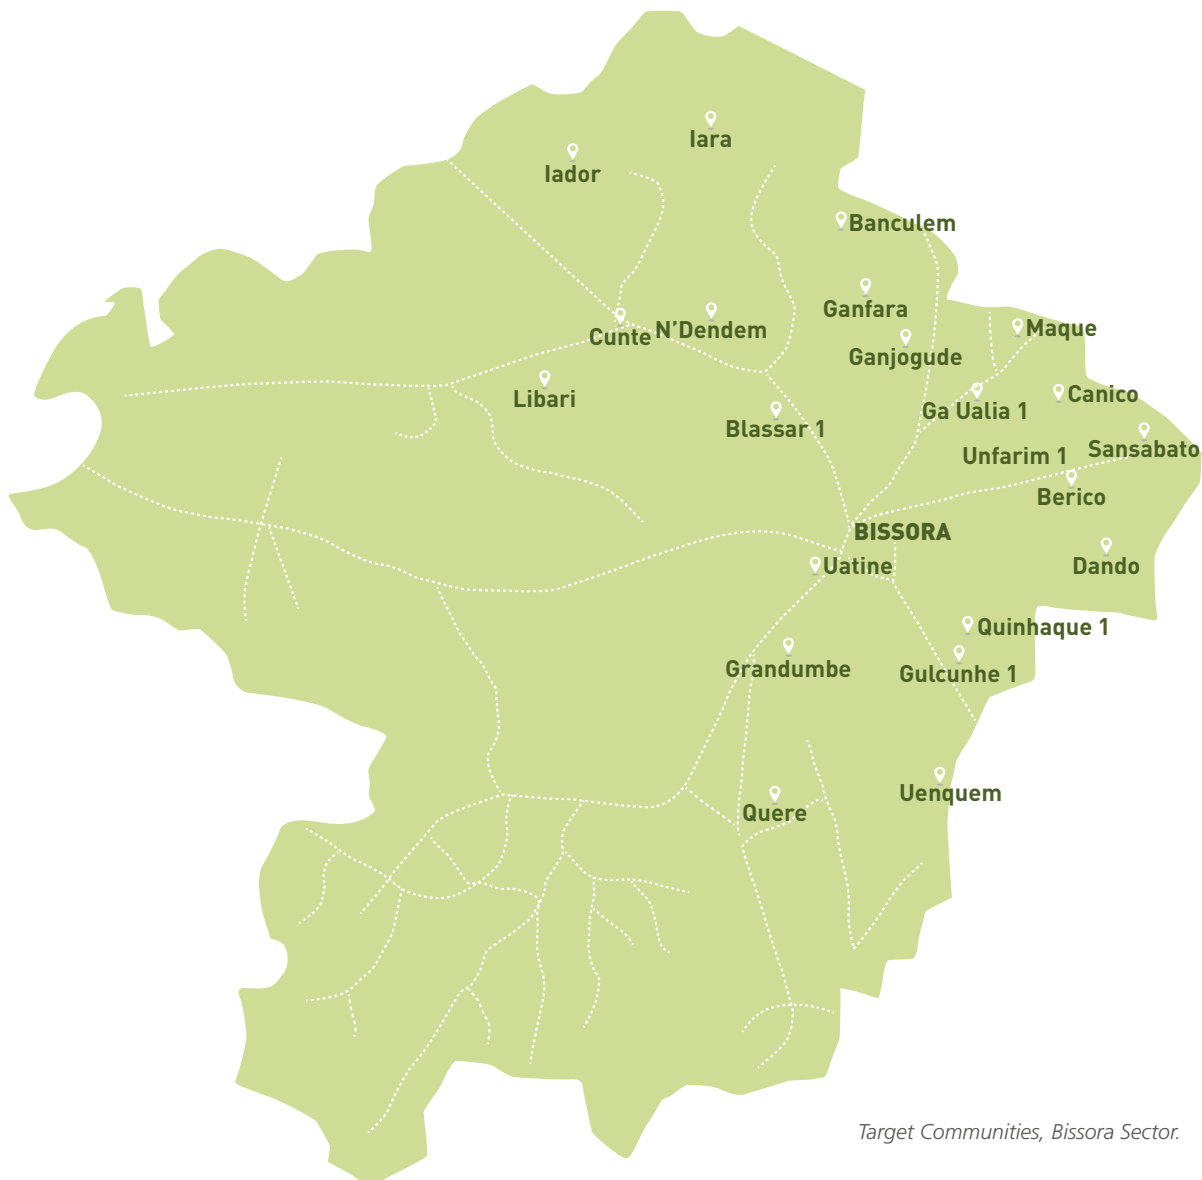 Iara
Iador
Banculem
Ganfara
N'Dendem
Maque
Cunte
Ganjogude
Canico
Libari
Ga Ualia 1
Blassar 1
Sansabato
Unfarim 1
Berico
BISSORA
Uatine
Dando
Quinhaque 1
Grandumbe
Gulcunhe 1
Uenquem
Quere
Target Communities, Bissora Sector.